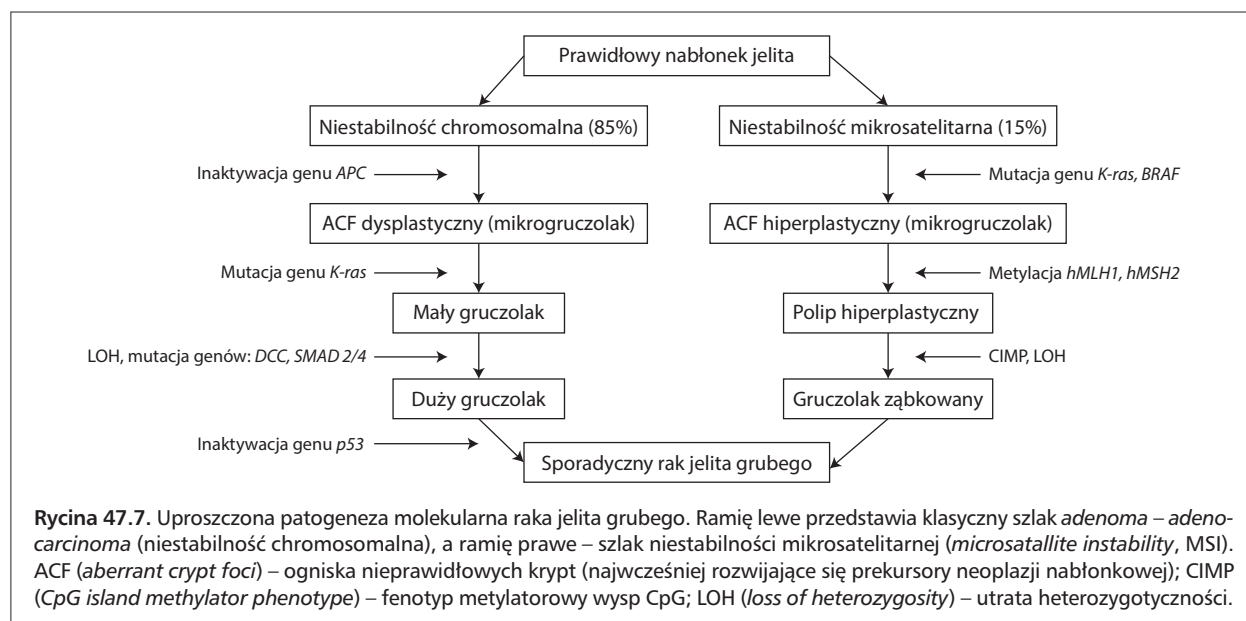 Prawidłowy nabłonek jelita
Niestabilność chromosomalna (85%)
Niestabilność mikrosatelitarna (15%)
Inaktywacja genu APC
Mutacja genu K-ras, BRAF
ACF dysplastyczny (mikrogruczolak)
ACF hiperplastyczny (mikrogruczolak)
Mutacja genu K-ras
Metylacja hMLH1, hMSH2
Mały gruczolak
Polip hiperplastyczny
LOH, mutacja genów: DCC, SMAD 2/4
CIMP, LOH
Duży gruczolak
Gruczolak ząbkowany
Inaktywacja genu p53
Sporadyczny rak jelita grubego
Rycina 47.7. Uproszczona patogeneza molekularna raka jelita grubego. Ramię lewe przedstawia klasyczny szlak adenoma – adeno-
carcinoma (niestabilność chromosomalna), a ramię prawe – szlak niestabilności mikrosatelitarnej (microsatallite instability, MSI).
ACF (aberrant crypt foci) – ogniska nieprawidłowych krypt (najwcześniej rozwijające się prekursory neoplazji nabłonkowej); CIMP
(CpG island methylator phenotype) – fenotyp metylatorowy wysp CpG; LOH (loss of heterozygosity) – utrata heterozygotyczności.